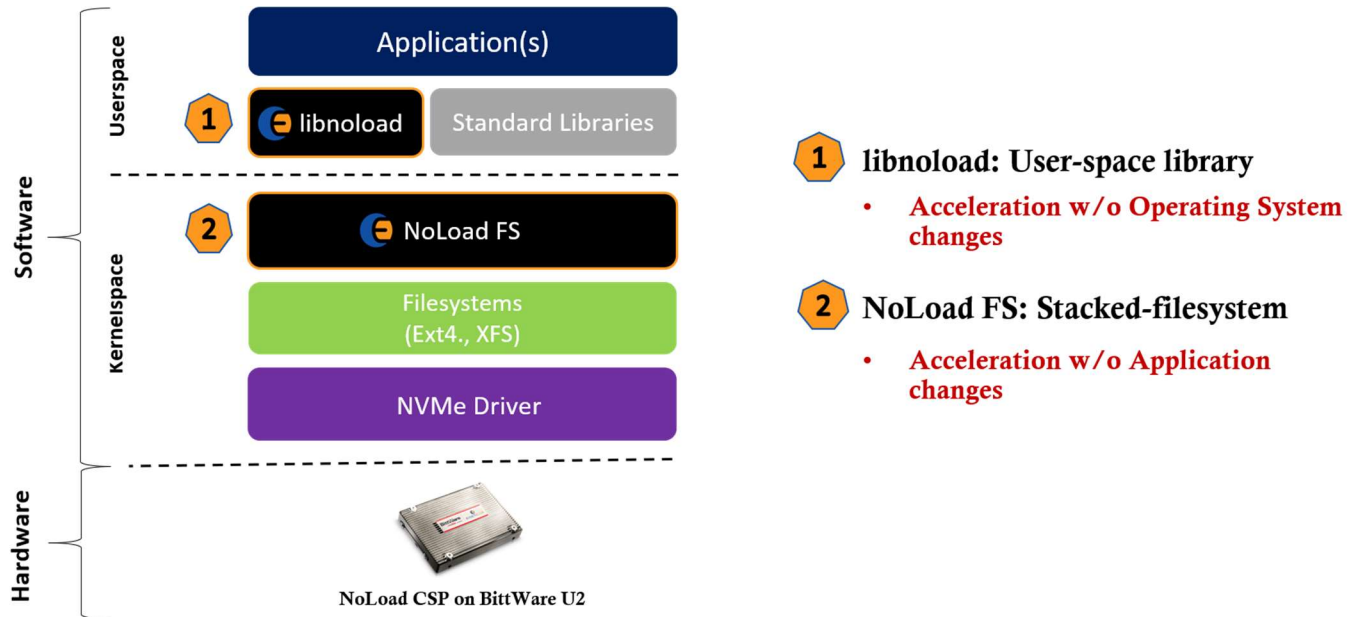 Software
Userspace
Application(s)
1
libnoload
Standard Libraries
Kernelspace
2
NoLoad FS
Filesystems
(Ext4., XFS)
NVMe Driver
Hardware
BittWare
NoLoad CSP on BittWare U2
1 libnoload: User-space library
• Acceleration w/o Operating System
changes
2 NoLoad FS: Stacked-filesystem
• Acceleration w/o Application
changes